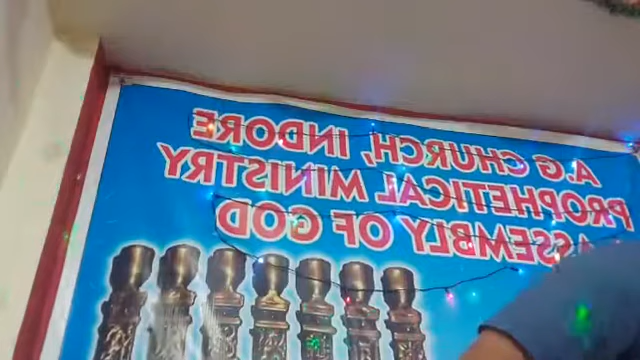 A.G CHURCH, INDORE
PROPHETICAL MINISTRY
ASSEMBLY OF GOD